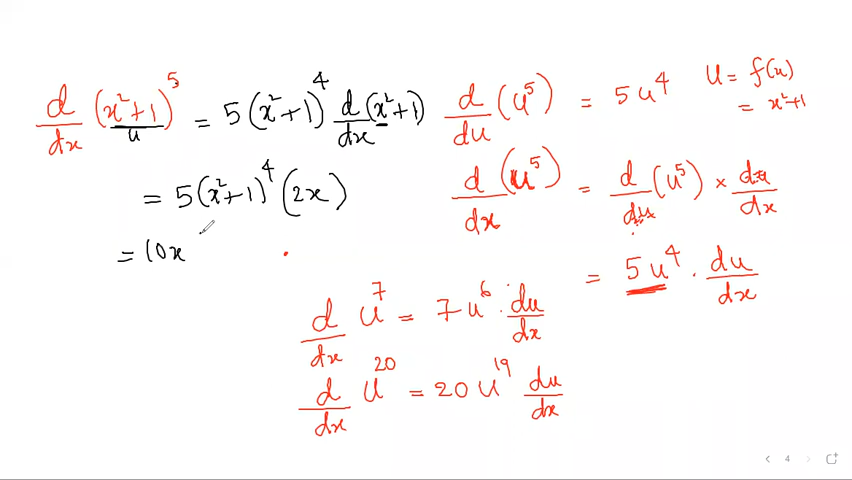 d/dx (x²+1)⁵ = 5(x²+1)⁴ d/dx (x²+1)
u
= 5(x²+1)⁴ (2x)
= 10x
d/du (u⁵) = 5u⁴
U = f(x)
= x²+1
d/dx (u⁵) = d/du (u⁵) × du/dx
= 5u⁴ · du/dx
d/dx u⁷ = 7u⁶ · du/dx
d/dx u²⁰ = 20u¹⁹ du/dx
4